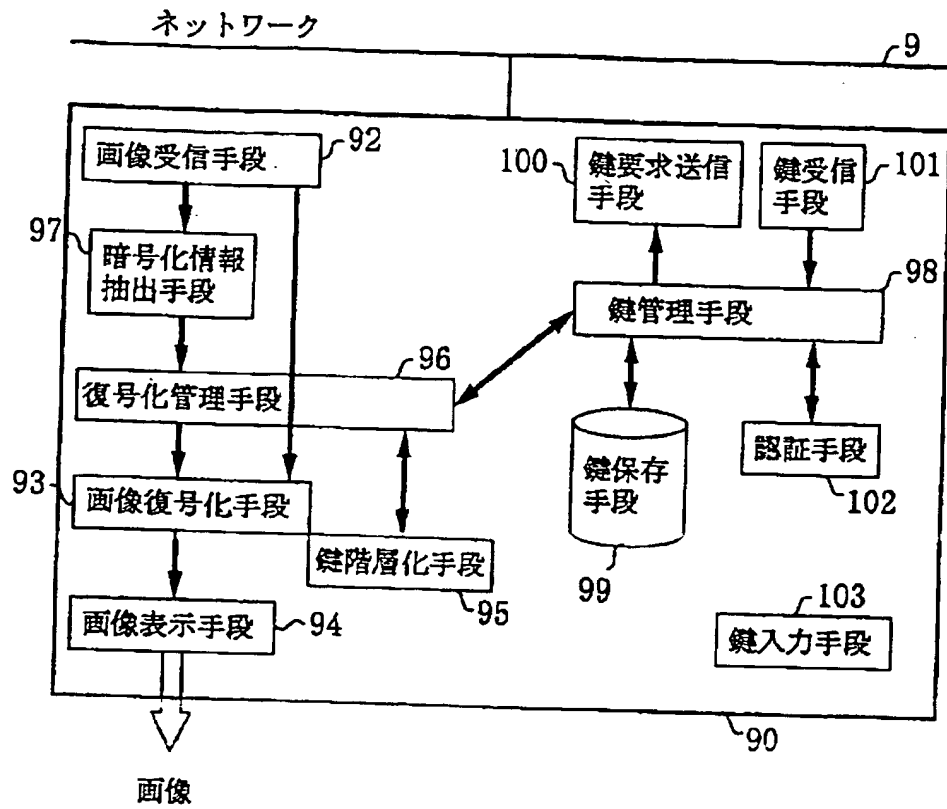 ネットワーク
9
画像受信手段
92
100
鍵要求送信
手段
鍵受信
手段
101
97
暗号化情報
抽出手段
98
鍵管理手段
96
復号化管理手段
93
画像復号化手段
鍵保存
手段
認証手段
102
鍵階層化手段
95
99
画像表示手段
94
103
鍵入力手段
90
画像